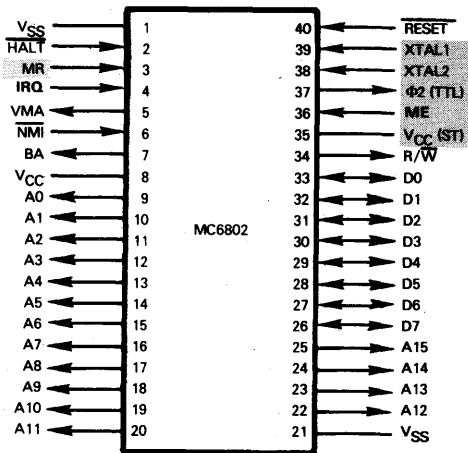 V̅SS 1 40 R̅E̅S̅E̅T̅
H̅A̅L̅T̅ 2 39 XTAL1
MR 3 38 XTAL2
IRQ 4 37 Φ2 (TTL)
VMA 5 36 ME
N̅M̅I̅ 6 35 VCC (ST)
BA 7 34 R/W̅
VCC 8 33 D0
A0 9 32 D1
A1 10 31 D2
A2 11 MC6802 30 D3
A3 12 29 D4
A4 13 28 D5
A5 14 27 D6
A6 15 26 D7
A7 16 25 A15
A8 17 24 A14
A9 18 23 A13
A10 19 22 A12
A11 20 21 VSS